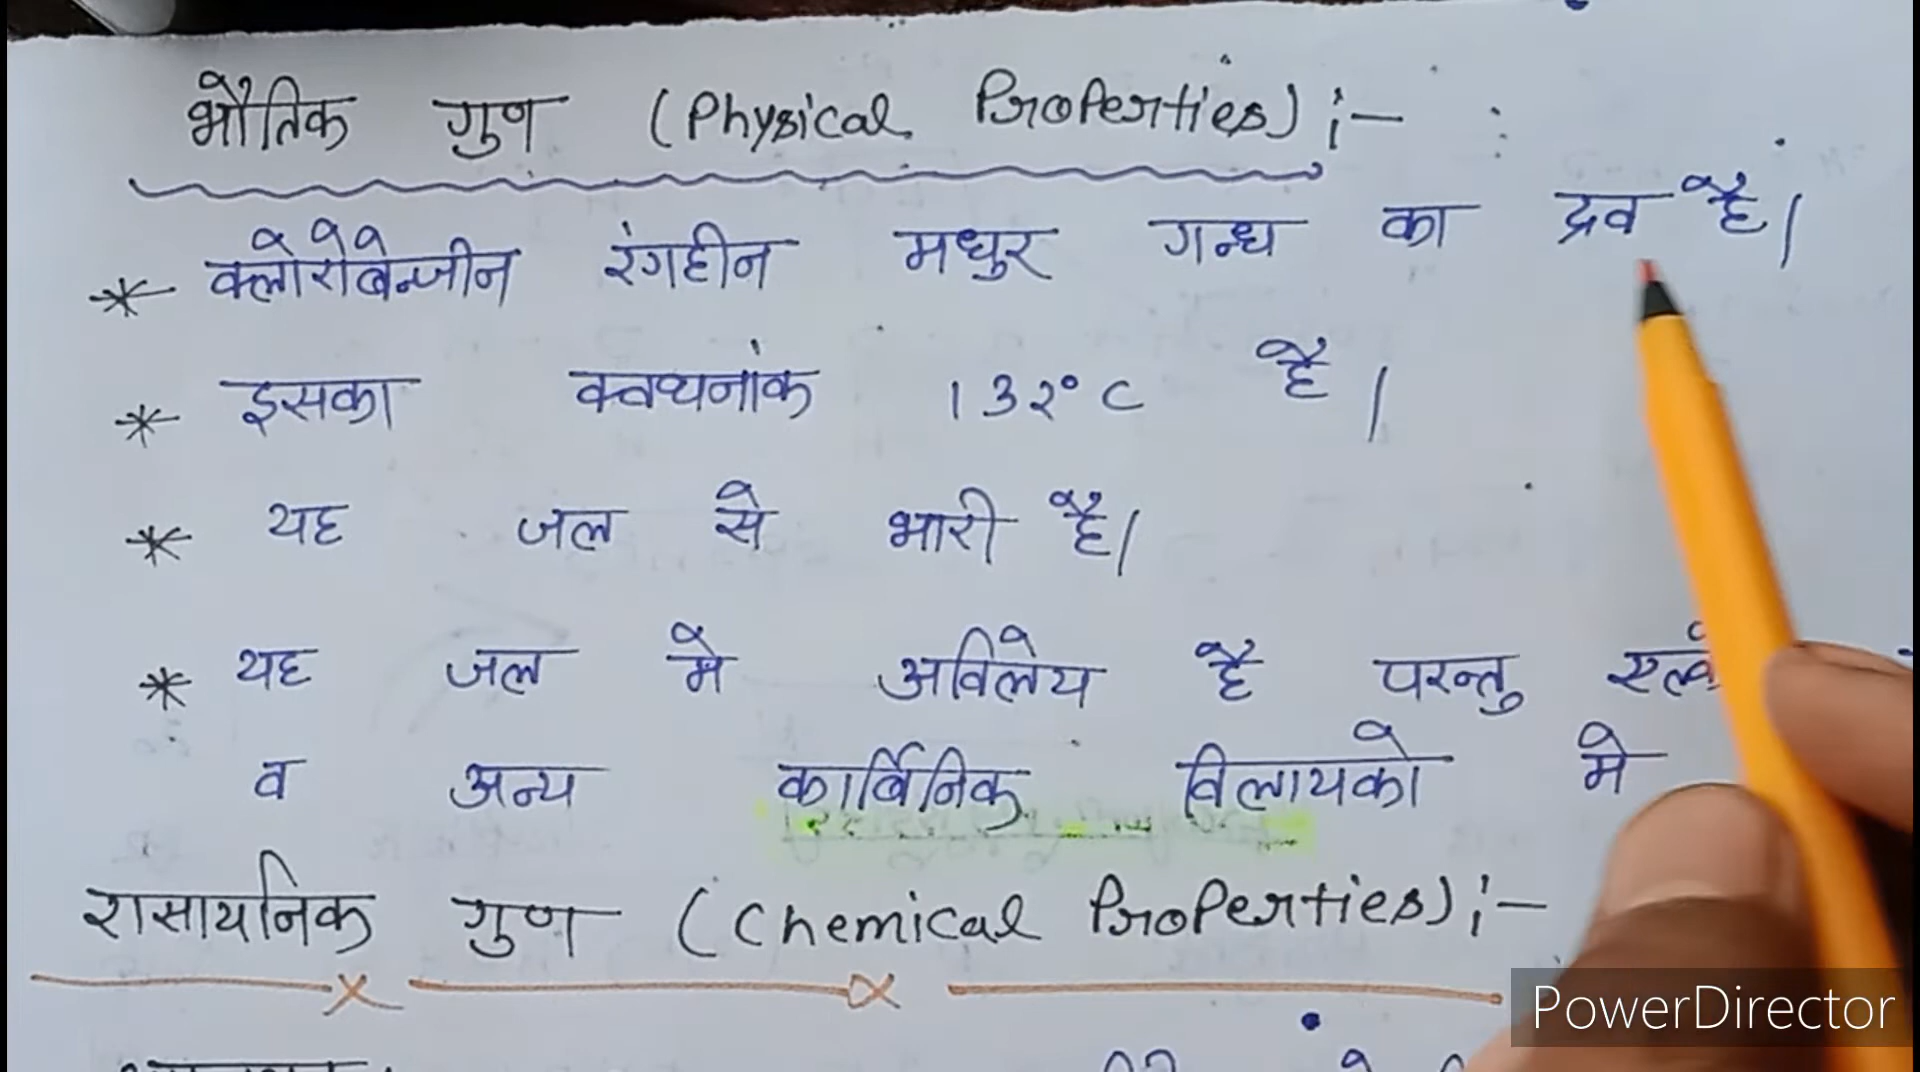 भौतिक गुण (Physical Properties) :-
* क्लोरोबेन्जीन रंगहीन मधुर गन्ध का द्रव है।
* इसका क्वथनांक 132° C है।
* यह जल से भारी है।
* यह जल मे अविलेय है परन्तु
व अन्य कार्बिनिक विलायको मे
रासायनिक गुण (Chemical Properties) :-
PowerDirector